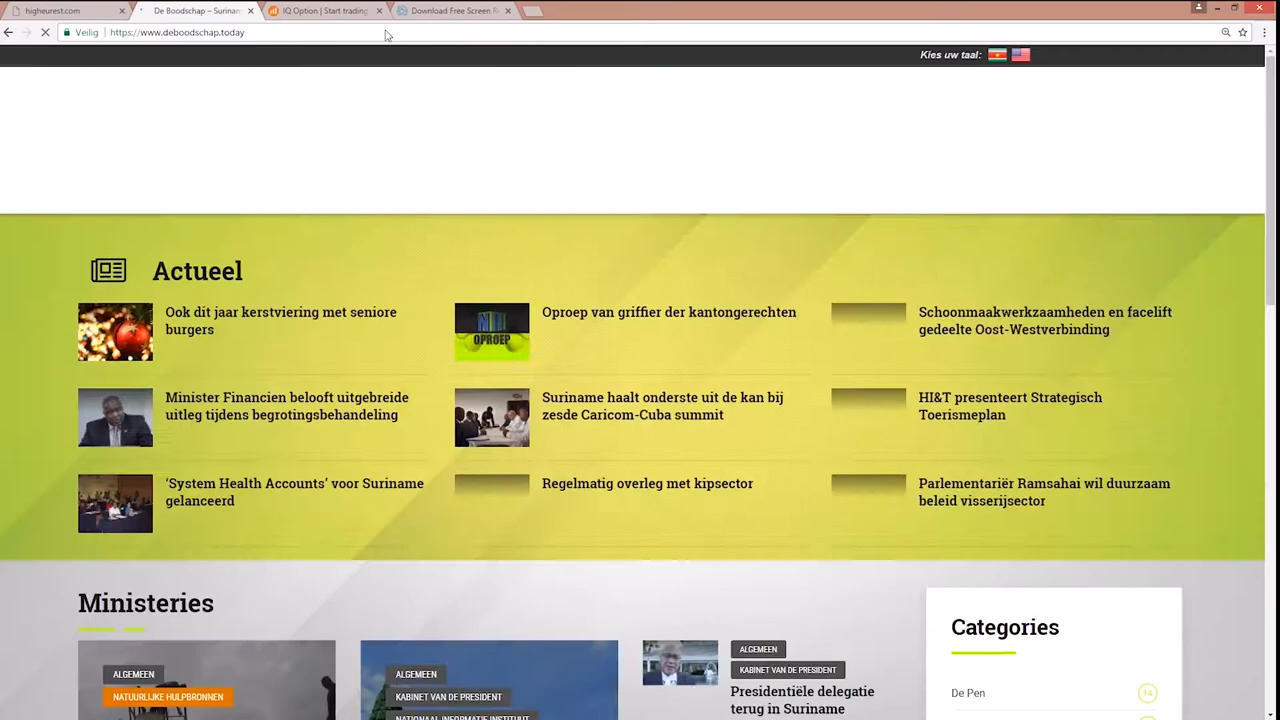 higheurest.com
De Boodschap – Surinam
IQ Option | Start trading
Download Free Screen R
Veilig
https://www.deboodschap.today
Kies uw taal:
Actueel
Ook dit jaar kerstviering met seniore
burgers
Oproep van griffier der kantongerechten
OPROEP
Schoonmaakwerkzaamheden en facelift
gedeelte Oost-Westverbinding
Minister Financien belooft uitgebreide
uitleg tijdens begrotingsbehandeling
Suriname haalt onderste uit de kan bij
zesde Caricom-Cuba summit
HI&T presenteert Strategisch
Toerismeplan
‘System Health Accounts’ voor Suriname
gelanceerd
Regelmatig overleg met kipsector
Parlementariër Ramsahai wil duurzaam
beleid visserijsector
Ministeries
ALGEMEEN
NATUURLIJKE HULPBRONNEN
ALGEMEEN
KABINET VAN DE PRESIDENT
NATIONAAL INFORMATIE INSTITUUT
ALGEMEEN
KABINET VAN DE PRESIDENT
Presidentiële delegatie
terug in Suriname
Categories
De Pen
14